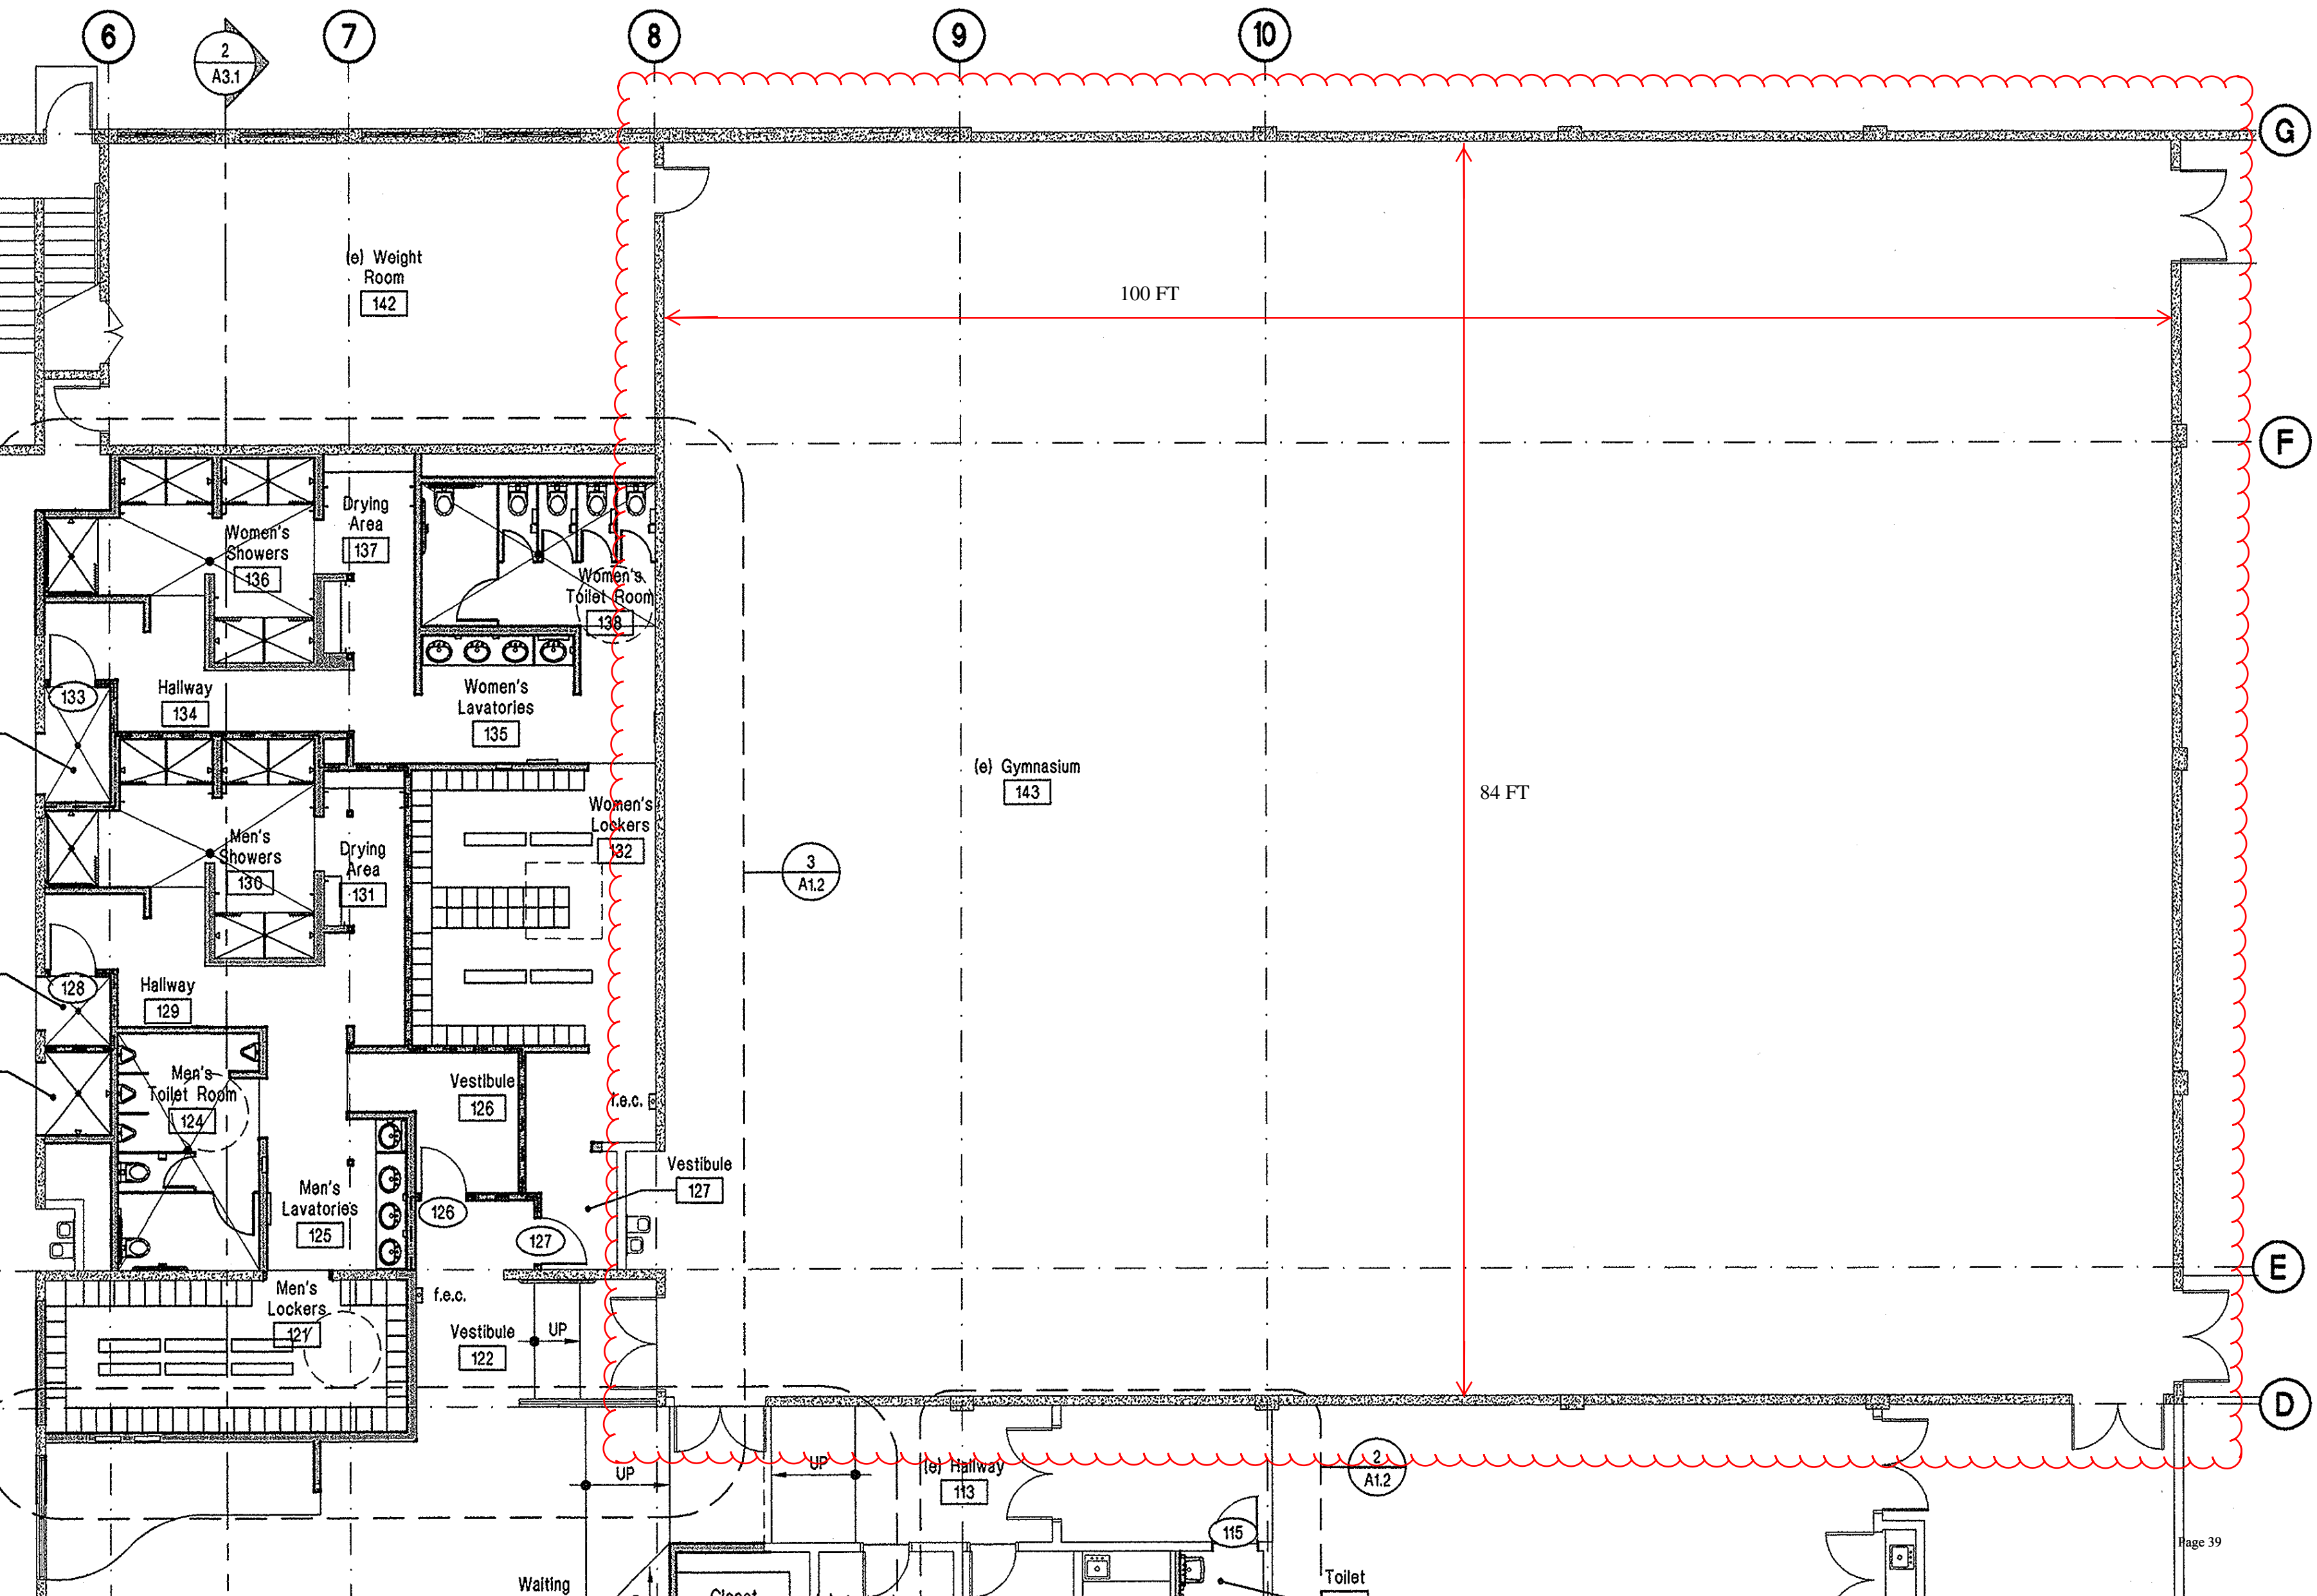 6
2
A3.1
7
8
9
10
G
(e) Weight
Room
142
100 FT
F
Women's
Showers
136
Drying
Area
137
Women's
Toilet Room
138
133
Hallway
134
Women's
Lavatories
135
(e) Gymnasium
143
84 FT
Women's
Lockers
132
Men's
Showers
130
Drying
Area
131
3
A1.2
128
Hallway
129
Men's
Toilet Room
124
Vestibule
126
f.e.c.
Vestibule
127
Men's
Lavatories
125
126
127
E
Men's
Lockers
121
f.e.c.
Vestibule
122
UP
D
UP
UP
(e) Hallway
113
2
A1.2
115
Page 39
Waiting
Closet
Toilet